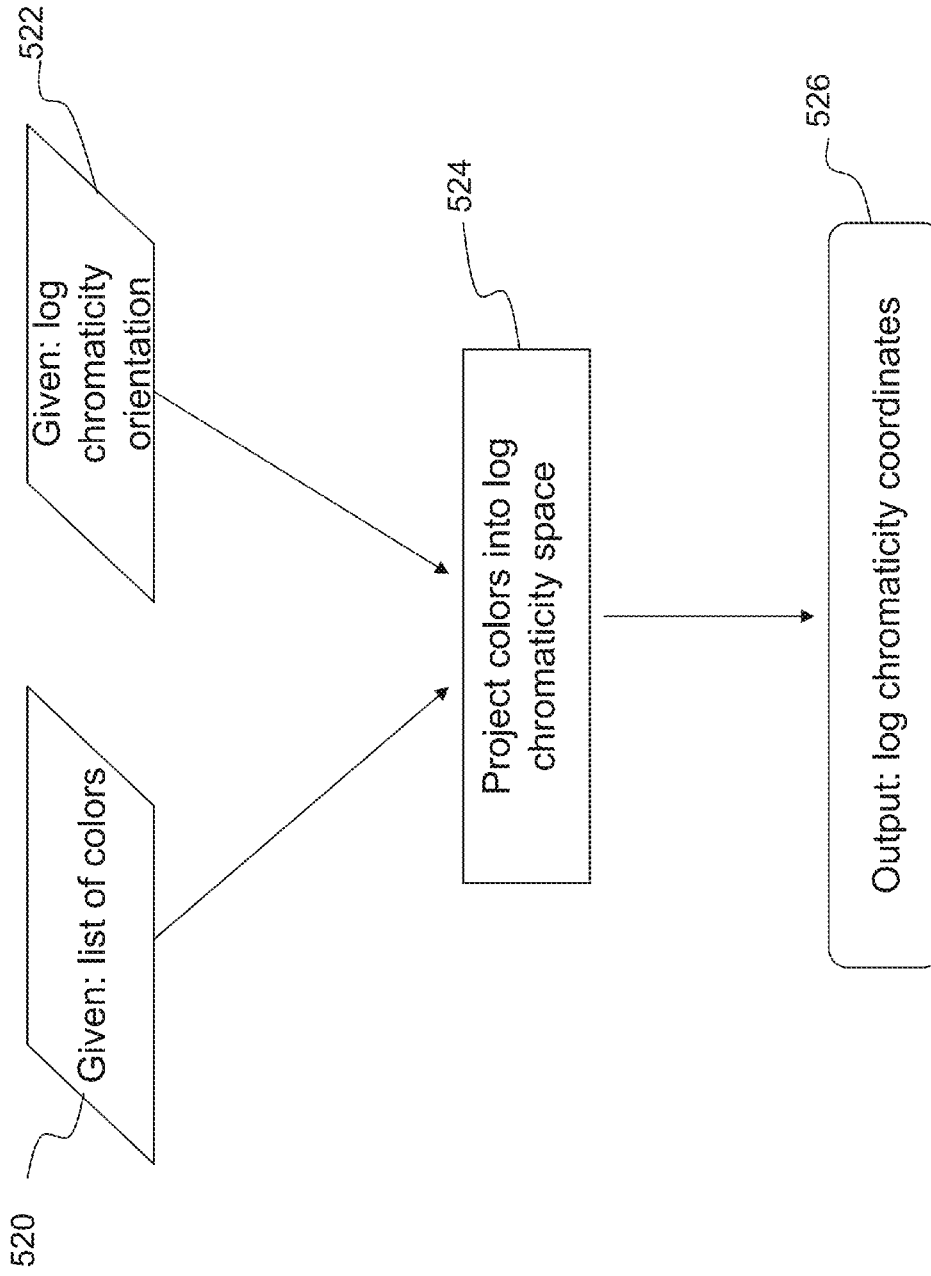 520
Given: list of colors
Given: log
chromaticity
orientation
522
Project colors into log
chromaticity space
524
Output: log chromaticity coordinates
526